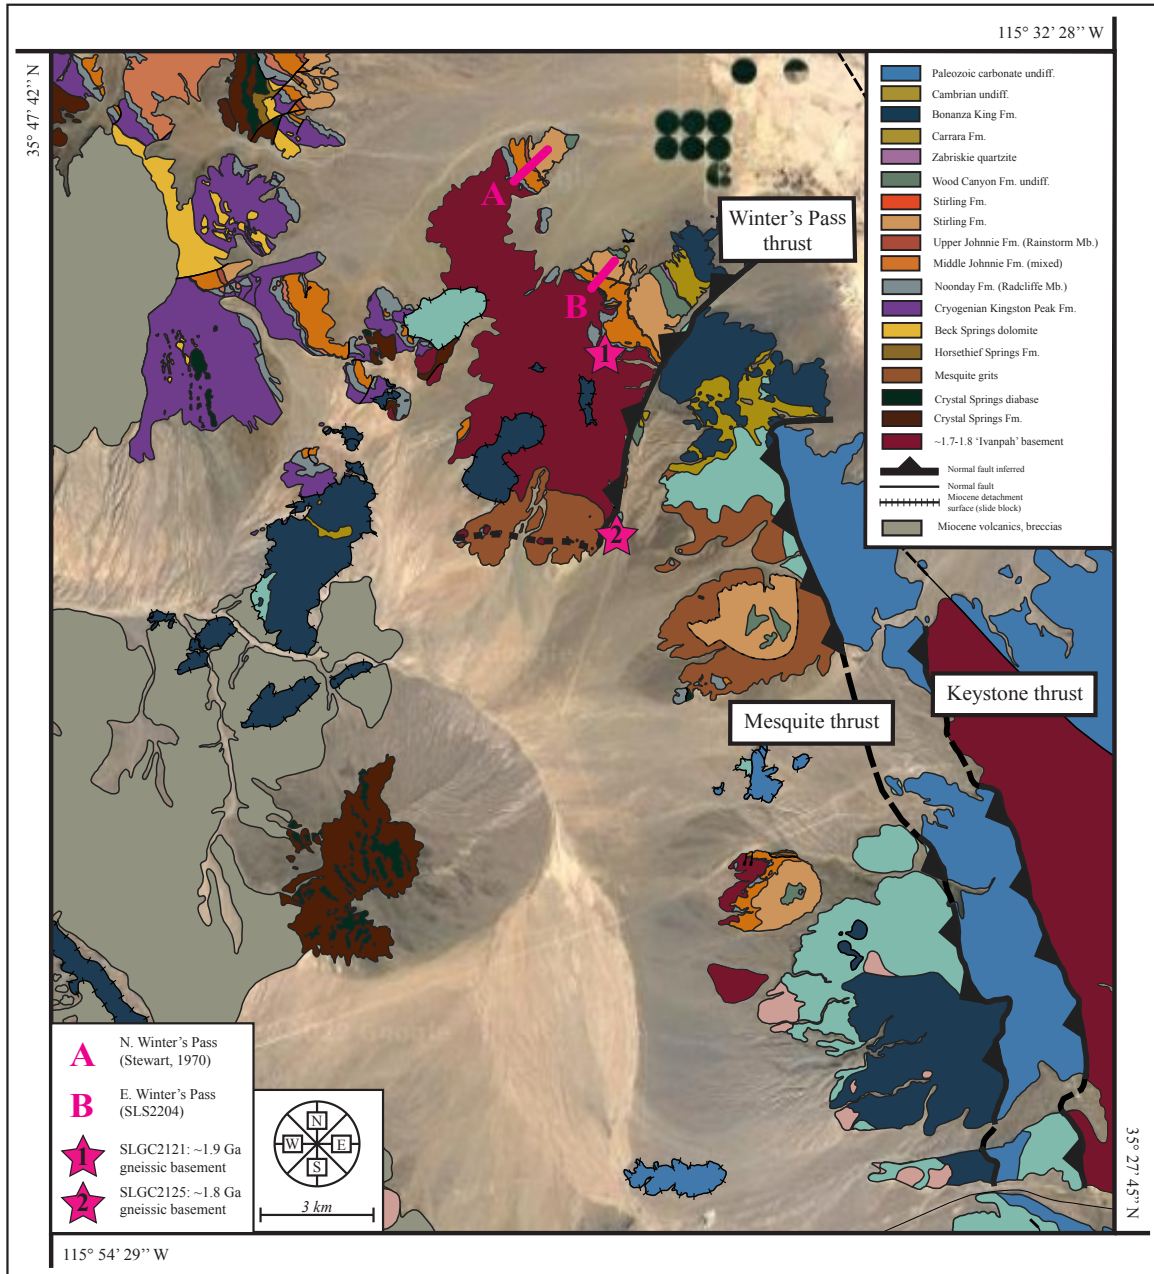 115° 32’ 28’’ W
35° 47’ 42’’ N
Paleozoic carbonate undiff.
Cambrian undiff.
Bonanza King Fm.
Carrara Fm.
Zabriskie quartzite
Wood Canyon Fm. undiff.
Stirling Fm.
Stirling Fm.
Upper Johnnie Fm. (Rainstorm Mb.)
Middle Johnnie Fm. (mixed)
Noonday Fm. (Radcliffe Mb.)
Cryogenian Kingston Peak Fm.
Beck Springs dolomite
Horsethief Springs Fm.
Mesquite grits
Crystal Springs diabase
Crystal Springs Fm.
~1.7-1.8 ‘Ivanpah’ basement
Normal fault inferred
Normal fault
Miocene detachment
surface (slide block)
Miocene volcanics, breccias
A
Winter’s Pass
thrust
B
1
2
Keystone thrust
Mesquite thrust
A
N. Winter’s Pass
(Stewart, 1970)
B
E. Winter’s Pass
(SLS2204)
1
SLGC2121: ~1.9 Ga
gneissic basement
2
SLGC2125: ~1.8 Ga
gneissic basement
N
W
E
S
3 km
35° 27’ 45’’ N
115° 54’ 29’’ W